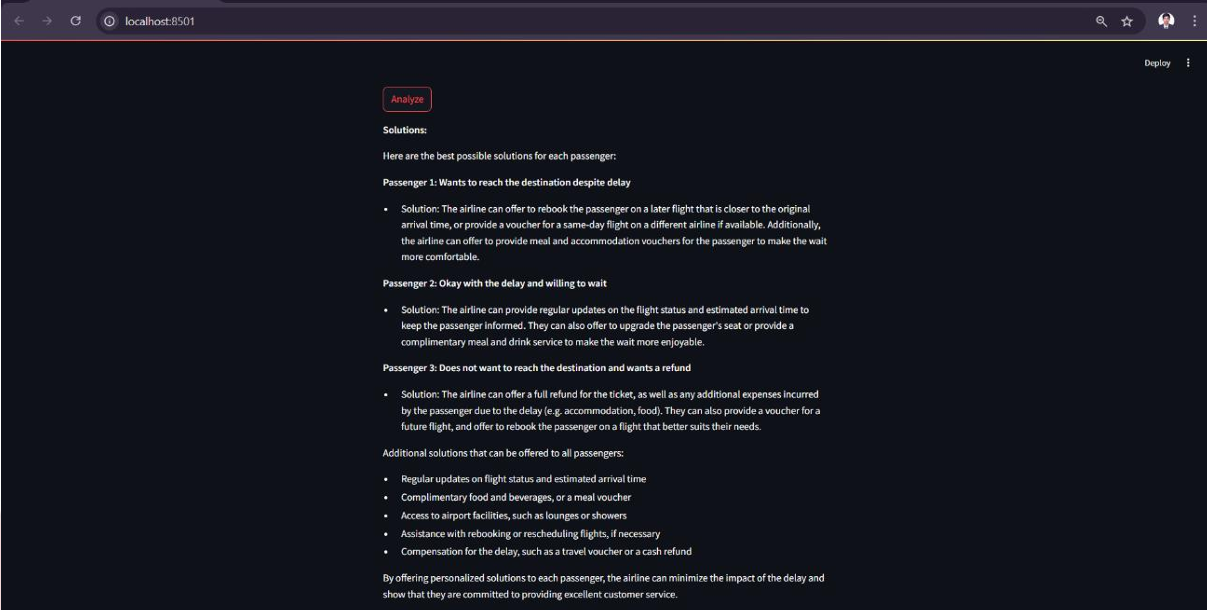 localhost:8501
Deploy
Analyze
Solutions:
Here are the best possible solutions for each passenger:
Passenger 1: Wants to reach the destination despite delay
• Solution: The airline can offer to rebook the passenger on a later flight that is closer to the original
arrival time, or provide a voucher for a same-day flight on a different airline if available. Additionally,
the airline can offer to provide meal and accommodation vouchers for the passenger to make the wait
more comfortable.
Passenger 2: Okay with the delay and willing to wait
• Solution: The airline can provide regular updates on the flight status and estimated arrival time to
keep the passenger informed. They can also offer to upgrade the passenger's seat or provide a
complimentary meal and drink service to make the wait more enjoyable.
Passenger 3: Does not want to reach the destination and wants a refund
• Solution: The airline can offer a full refund for the ticket, as well as any additional expenses incurred
by the passenger due to the delay (e.g. accommodation, food). They can also provide a voucher for a
future flight, and offer to rebook the passenger on a flight that better suits their needs.
Additional solutions that can be offered to all passengers:
• Regular updates on flight status and estimated arrival time
• Complimentary food and beverages, or a meal voucher
• Access to airport facilities, such as lounges or showers
• Assistance with rebooking or rescheduling flights, if necessary
• Compensation for the delay, such as a travel voucher or a cash refund
By offering personalized solutions to each passenger, the airline can minimize the impact of the delay and
show that they are committed to providing excellent customer service.